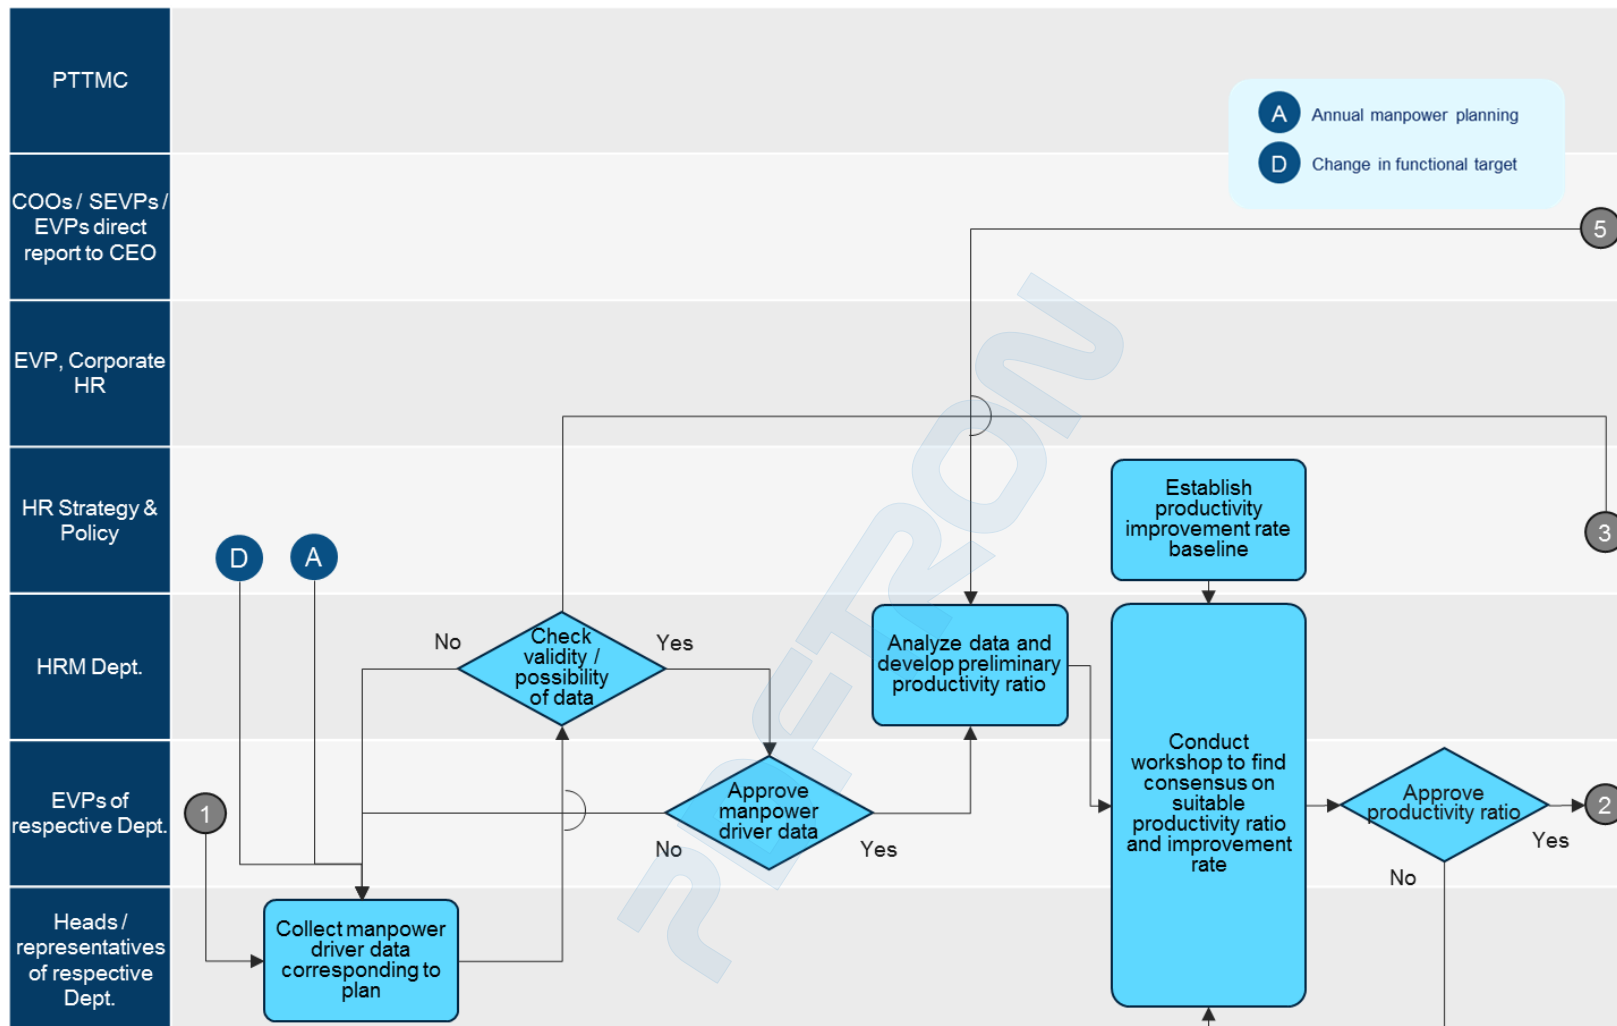 PTTMC
A Annual manpower planning
D Change in functional target
COOs / SEVPs /
EVPs direct
report to CEO
5
EVP, Corporate
HR
HR Strategy &
Policy
D
A
Establish
productivity
improvement rate
baseline
3
HRM Dept.
No
Check
validity /
possibility
of data
Yes
Analyze data and
develop preliminary
productivity ratio
Conduct
workshop to find
consensus on
suitable
productivity ratio
and improvement
rate
EVPs of
respective Dept.
1
No
Approve
manpower
driver data
Yes
Approve
productivity ratio
Yes
No
2
Heads /
representatives
of respective
Dept.
Collect manpower
driver data
corresponding to
plan